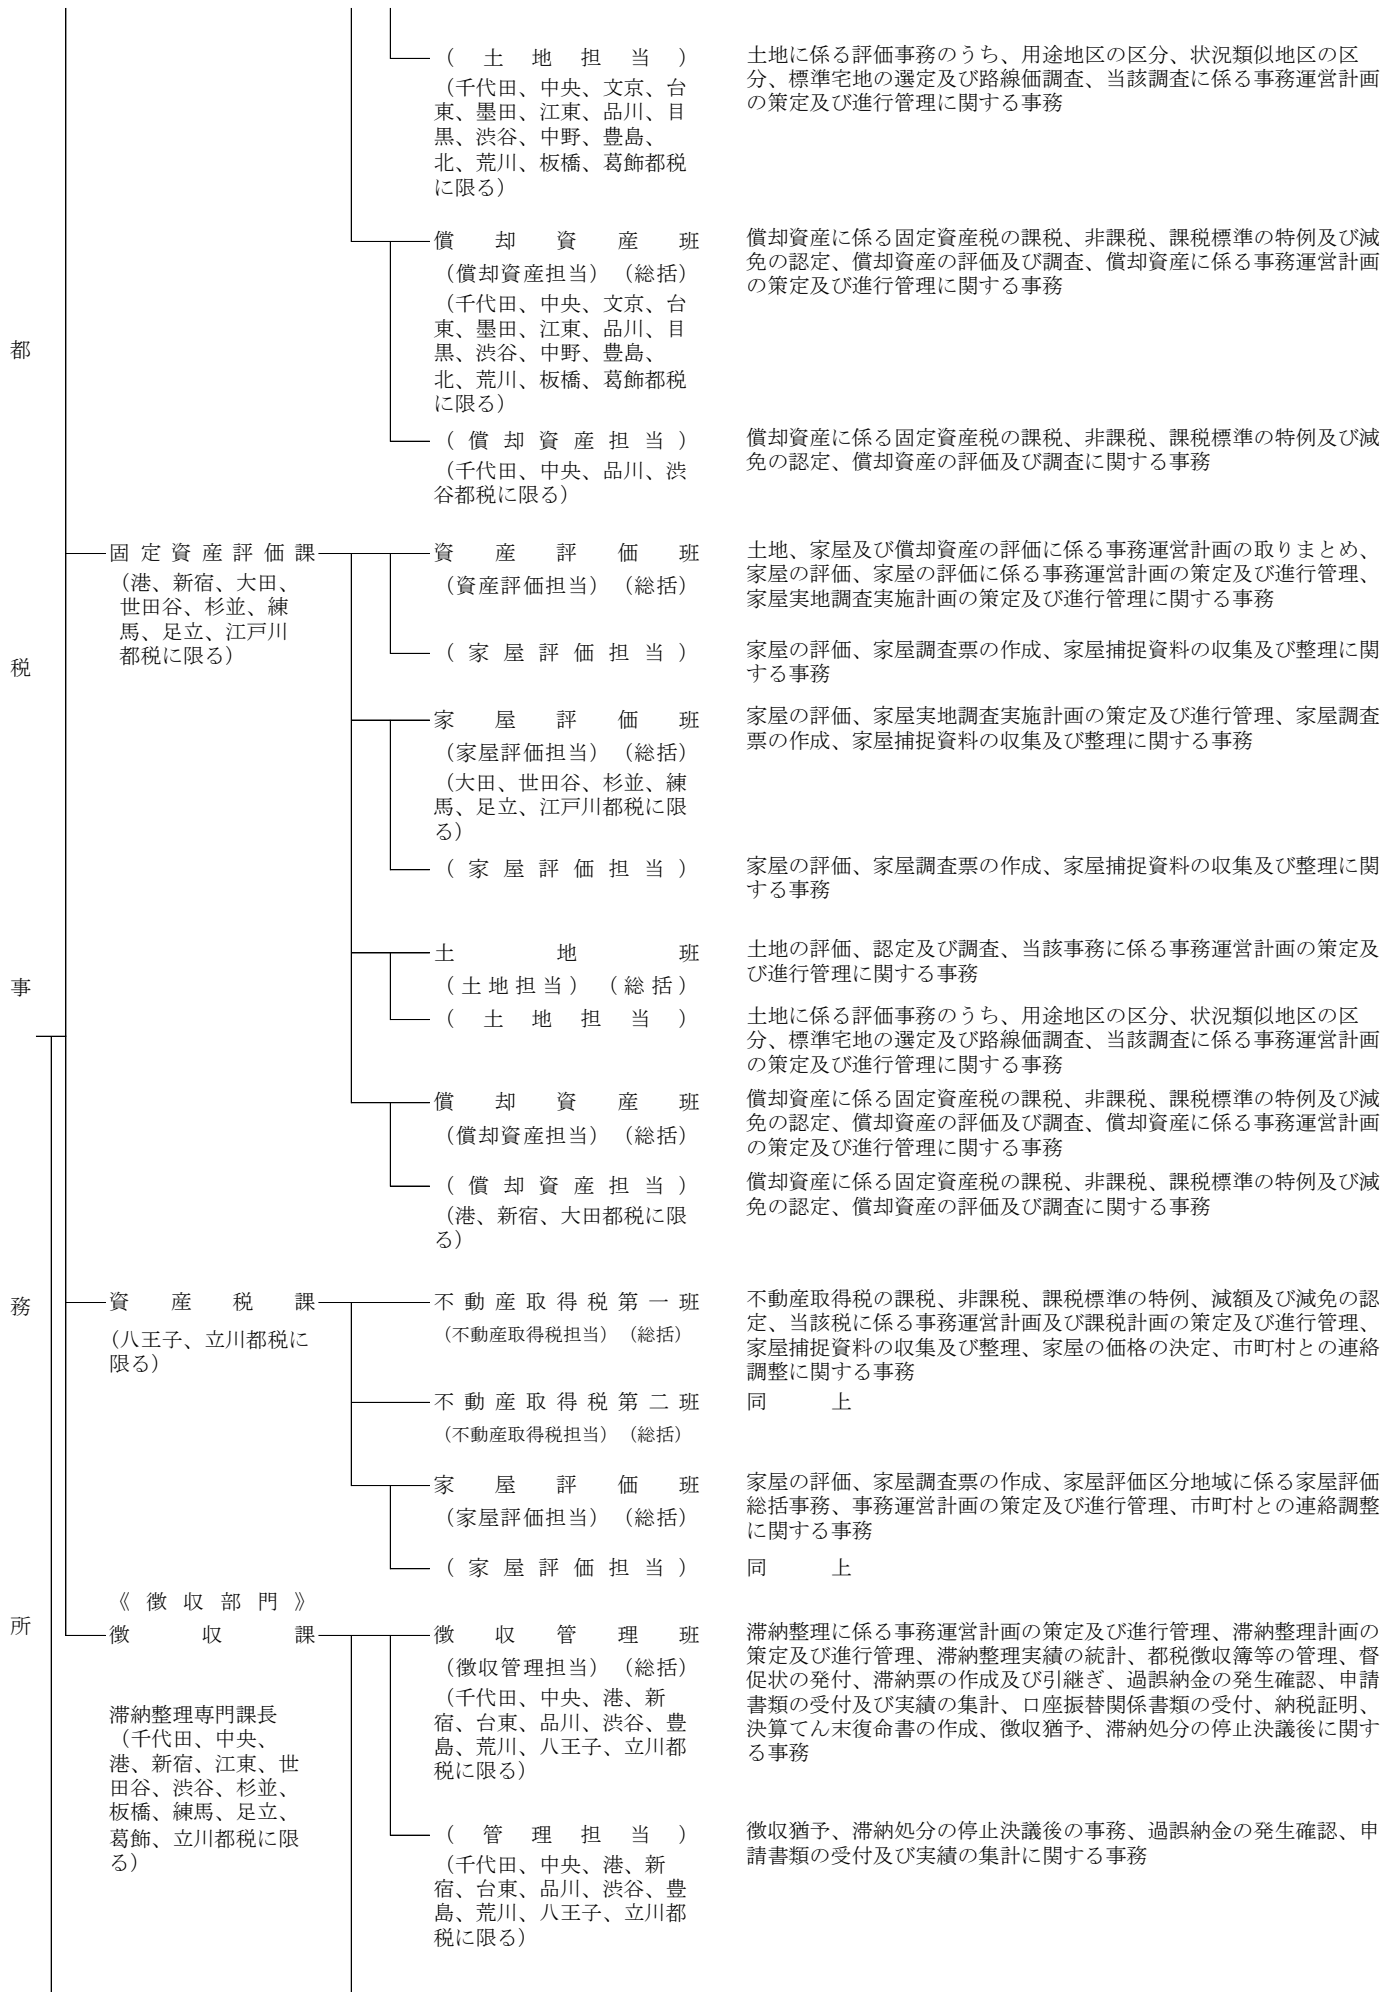 （土地担当）
（千代田、中央、文京、台
東、墨田、江東、品川、目
黒、渋谷、中野、豊島、
北、荒川、板橋、葛飾都税
に限る）
土地に係る評価事務のうち、用途地区の区分、状況類似地区の区
分、標準宅地の選定及び路線価調査、当該調査に係る事務運営計画
の策定及び進行管理に関する事務
償却資産班
（償却資産担当）（総括）
（千代田、中央、文京、台
東、墨田、江東、品川、目
黒、渋谷、中野、豊島、
北、荒川、板橋、葛飾都税
に限る）
償却資産に係る固定資産税の課税、非課税、課税標準の特例及び減
免の認定、償却資産の評価及び調査、償却資産に係る事務運営計画
の策定及び進行管理に関する事務
（償却資産担当）
（千代田、中央、品川、渋
谷都税に限る）
償却資産に係る固定資産税の課税、非課税、課税標準の特例及び減
免の認定、償却資産の評価及び調査に関する事務
都
税
事
務
所
固定資産評価課
（港、新宿、大田、
世田谷、杉並、練
馬、足立、江戸川
都税に限る）
資産評価班
（資産評価担当）（総括）
土地、家屋及び償却資産の評価に係る事務運営計画の取りまとめ、
家屋の評価、家屋の評価に係る事務運営計画の策定及び進行管理、
家屋実地調査実施計画の策定及び進行管理に関する事務
（家屋評価担当）
家屋の評価、家屋調査票の作成、家屋捕捉資料の収集及び整理に関
する事務
家屋評価班
（家屋評価担当）（総括）
（大田、世田谷、杉並、練
馬、足立、江戸川都税に限
る）
家屋の評価、家屋実地調査実施計画の策定及び進行管理、家屋調査
票の作成、家屋捕捉資料の収集及び整理に関する事務
（家屋評価担当）
家屋の評価、家屋調査票の作成、家屋捕捉資料の収集及び整理に関
する事務
土地班
（土地担当）（総括）
土地の評価、認定及び調査、当該事務に係る事務運営計画の策定及
び進行管理に関する事務
（土地担当）
土地に係る評価事務のうち、用途地区の区分、状況類似地区の区
分、標準宅地の選定及び路線価調査、当該調査に係る事務運営計画
の策定及び進行管理に関する事務
償却資産班
（償却資産担当）（総括）
償却資産に係る固定資産税の課税、非課税、課税標準の特例及び減
免の認定、償却資産の評価及び調査、償却資産に係る事務運営計画
の策定及び進行管理に関する事務
（償却資産担当）
（港、新宿、大田都税に限
る）
償却資産に係る固定資産税の課税、非課税、課税標準の特例及び減
免の認定、償却資産の評価及び調査に関する事務
資産税課
（八王子、立川都税に
限る）
不動産取得税第一班
（不動産取得税担当）（総括）
不動産取得税の課税、非課税、課税標準の特例、減額及び減免の認
定、当該税に係る事務運営計画及び課税計画の策定及び進行管理、
家屋捕捉資料の収集及び整理、家屋の価格の決定、市町村との連絡
調整に関する事務
不動産取得税第二班
（不動産取得税担当）（総括）
同　上
家屋評価班
（家屋評価担当）（総括）
家屋の評価、家屋調査票の作成、家屋評価区分地域に係る家屋評価
総括事務、事務運営計画の策定及び進行管理、市町村との連絡調整
に関する事務
（家屋評価担当）
同　上
《徴収部門》
徴収課
滞納整理専門課長
（千代田、中央、
港、新宿、江東、世
田谷、渋谷、杉並、
板橋、練馬、足立、
葛飾、立川都税に限
る）
徴収管理班
（徴収管理担当）（総括）
（千代田、中央、港、新
宿、台東、品川、渋谷、豊
島、荒川、八王子、立川都
税に限る）
滞納整理に係る事務運営計画の策定及び進行管理、滞納整理計画の
策定及び進行管理、滞納整理実績の統計、都税徴収簿等の管理、督
促状の発付、滞納票の作成及び引継ぎ、過誤納金の発生確認、申請
書類の受付及び実績の集計、口座振替関係書類の受付、納税証明、
決算てん末復命書の作成、徴収猶予、滞納処分の停止決議後に関す
る事務
（管理担当）
（千代田、中央、港、新
宿、台東、品川、渋谷、豊
島、荒川、八王子、立川都
税に限る）
徴収猶予、滞納処分の停止決議後の事務、過誤納金の発生確認、申
請書類の受付及び実績の集計に関する事務